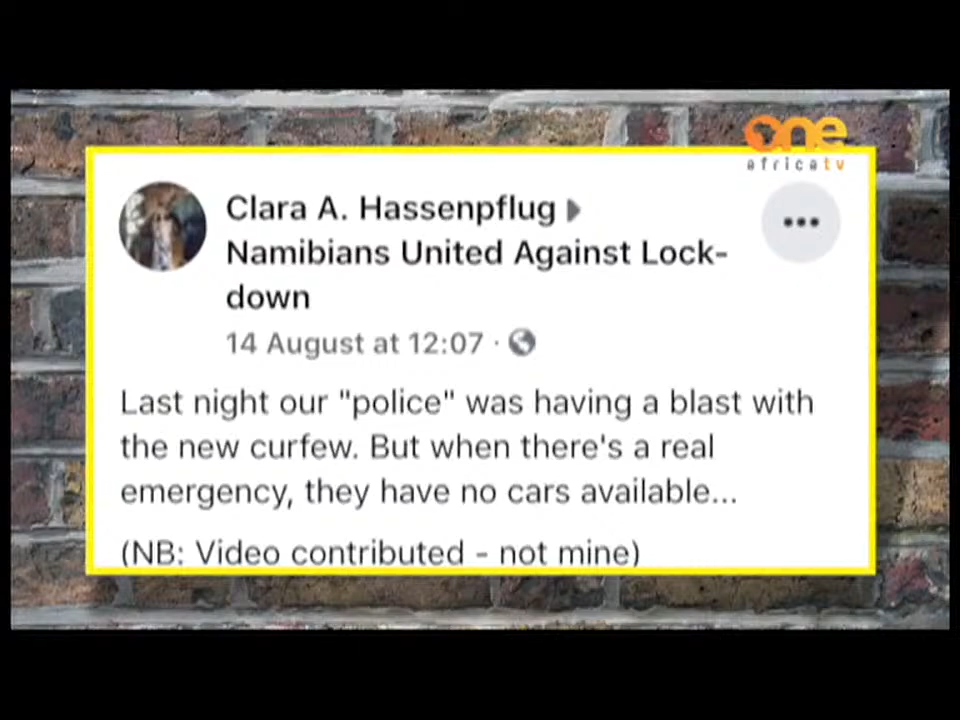 one
africa tv
Clara A. Hassenpflug
Namibians United Against Lock-
down
14 August at 12:07 ·
Last night our "police" was having a blast with
the new curfew. But when there's a real
emergency, they have no cars available...
(NB: Video contributed - not mine)